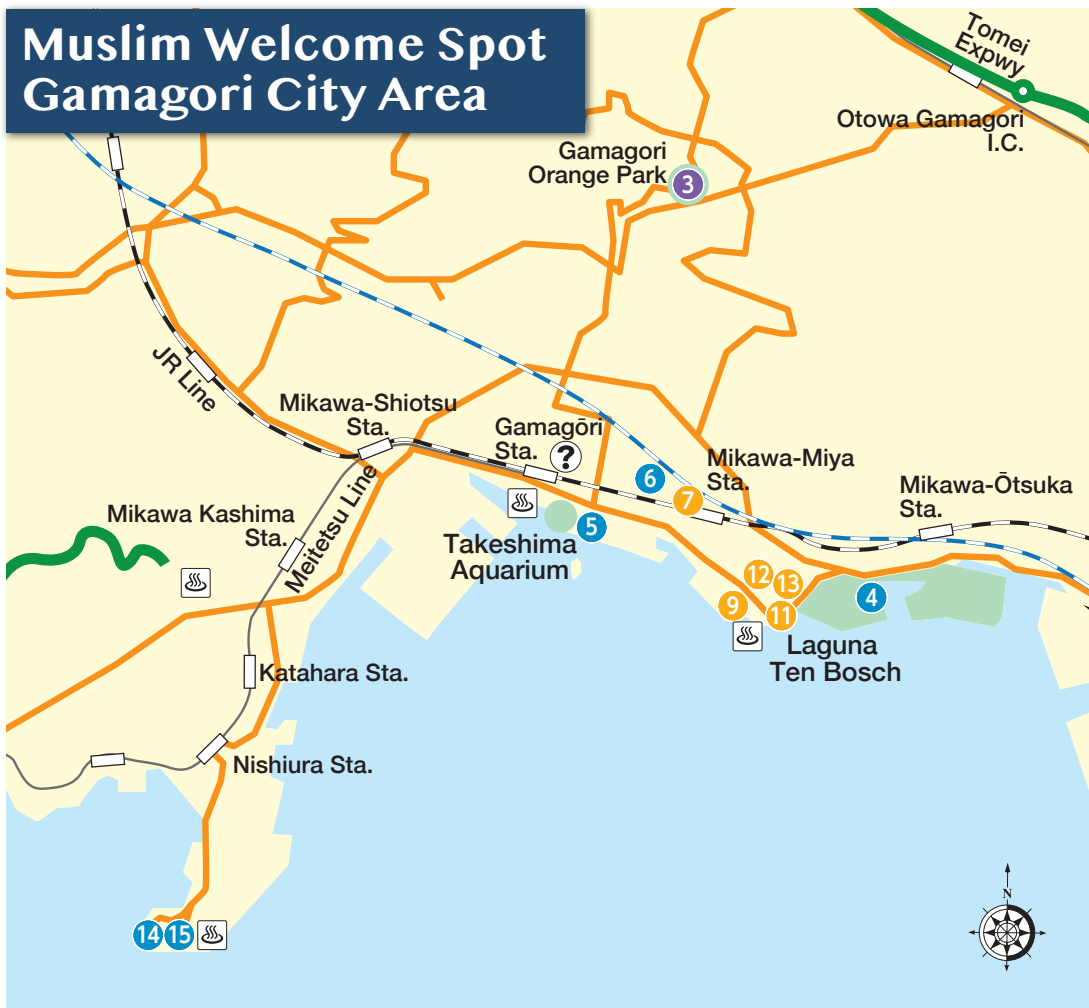 Muslim Welcome Spot
Gamagori City Area
Tomei
Expwy
Otowa Gamagori
I.C.
Gamagori
Orange Park
3
JR Line
Mikawa-Shiotsu
Sta.
Gamagōri
Sta.
?
6
7
Mikawa-Miya
Sta.
Mikawa-Ōtsuka
Sta.
Mikawa Kashima
Sta.
Meitetsu Line
5
Takeshima
Aquarium
12
13
9
11
4
Laguna
Ten Bosch
Katahara Sta.
Nishiura Sta.
14
15
N